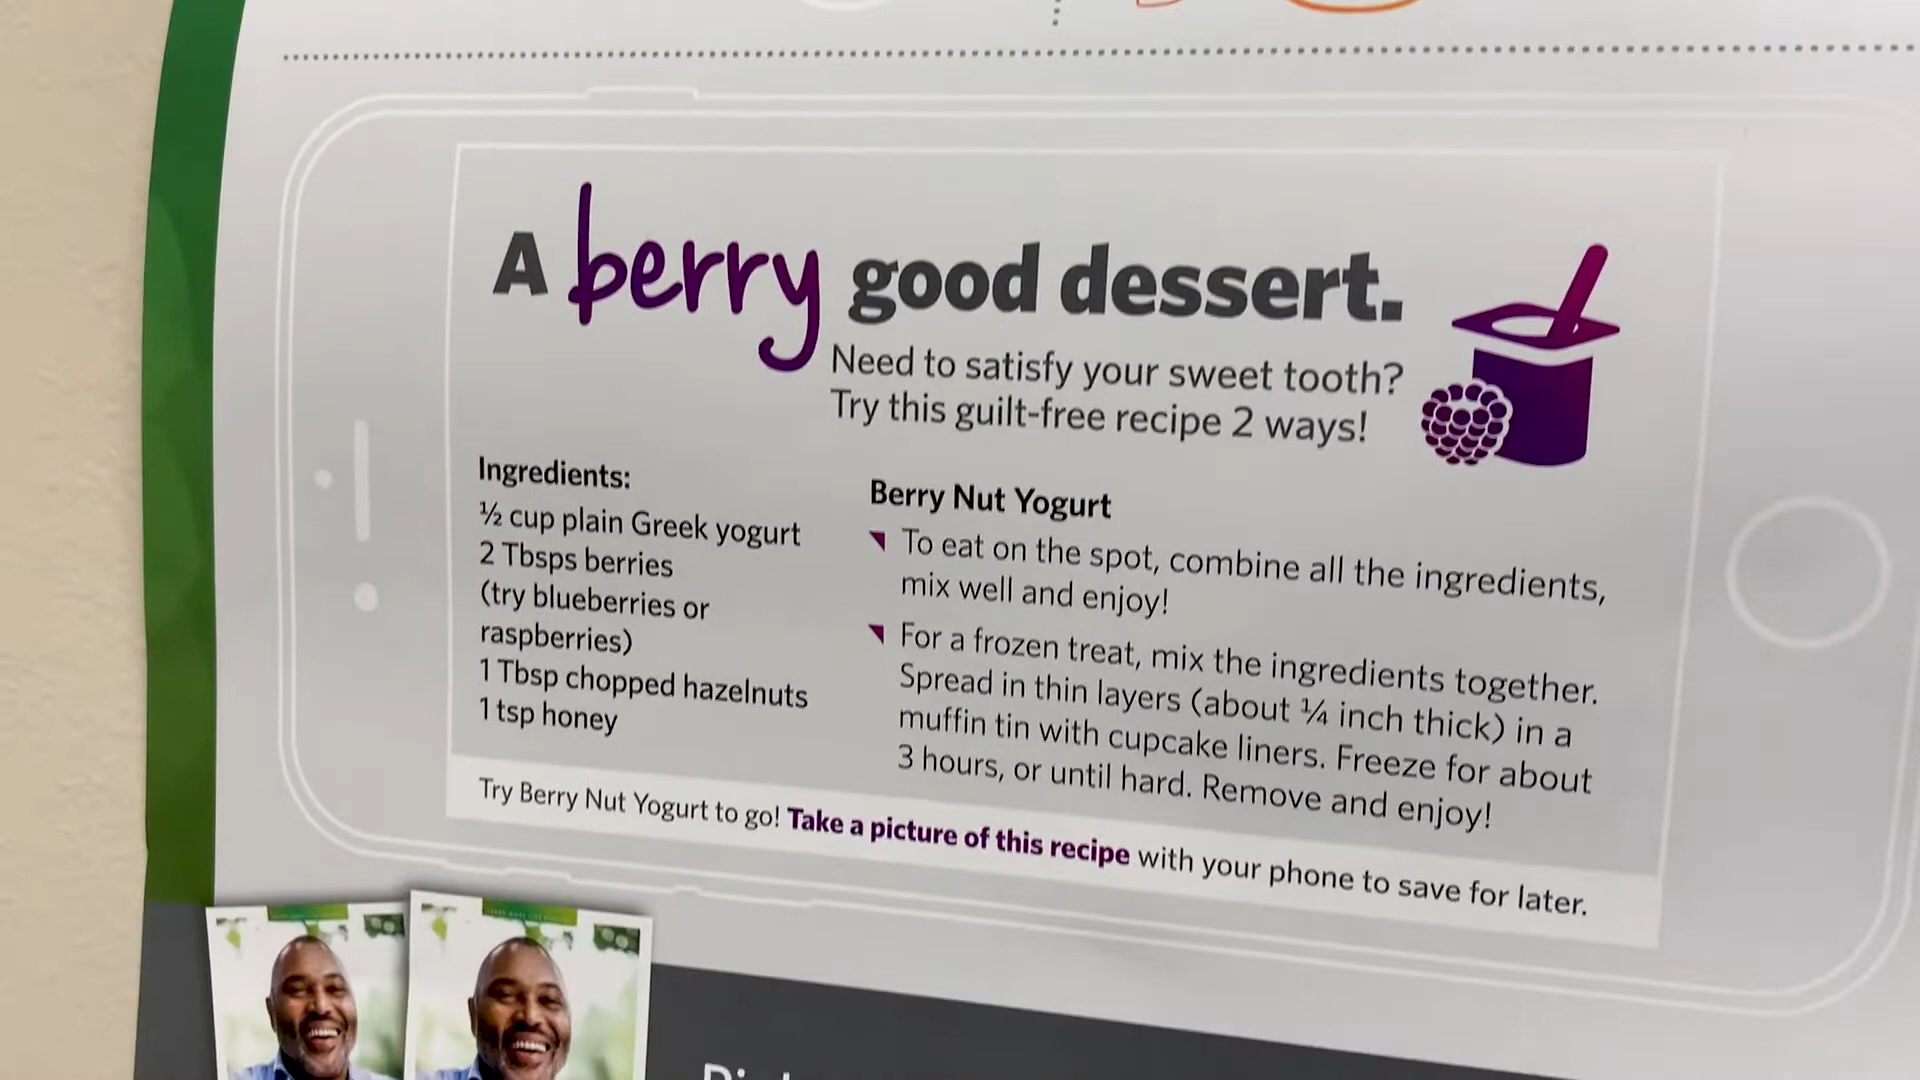 A berry good dessert.
Need to satisfy your sweet tooth?
Try this guilt-free recipe 2 ways!
Ingredients:
½ cup plain Greek yogurt
2 Tbsps berries
(try blueberries or
raspberries)
1 Tbsp chopped hazelnuts
1 tsp honey
Berry Nut Yogurt
To eat on the spot, combine all the ingredients,
mix well and enjoy!
For a frozen treat, mix the ingredients together.
Spread in thin layers (about ¼ inch thick) in a
muffin tin with cupcake liners. Freeze for about
3 hours, or until hard. Remove and enjoy!
Try Berry Nut Yogurt to go! Take a picture of this recipe with your phone to save for later.